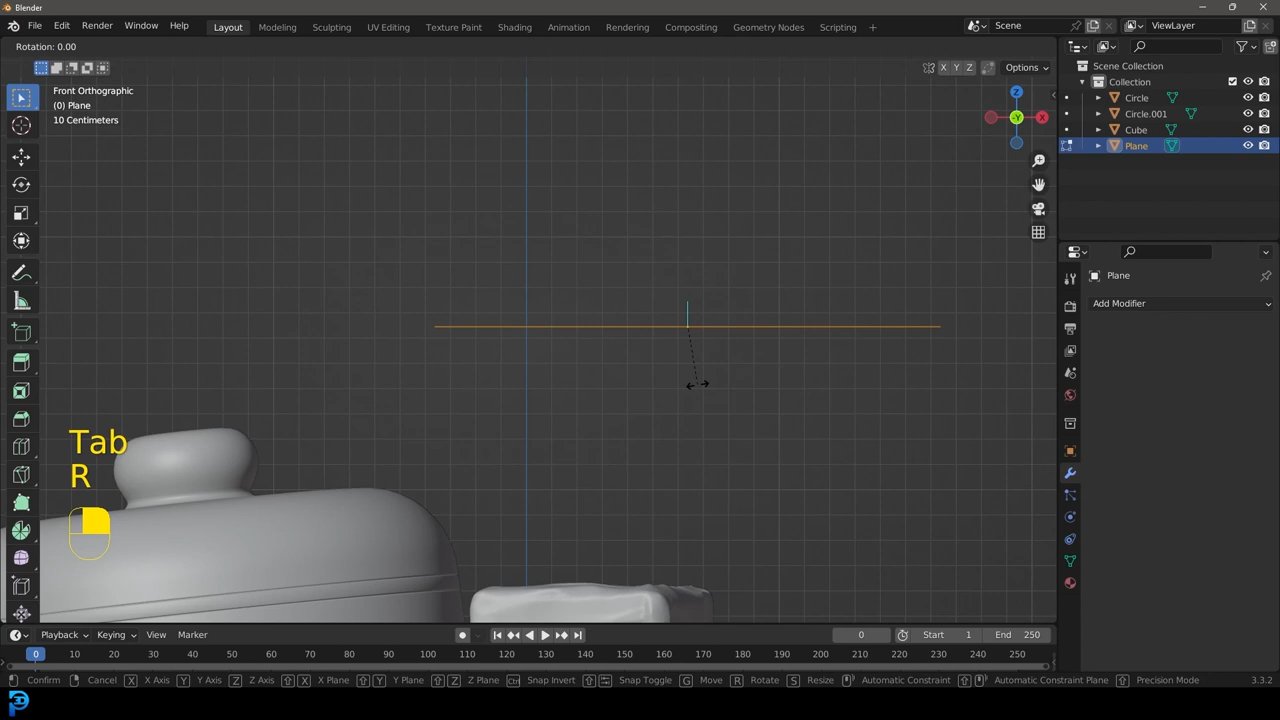 Blender
File Edit Render Window Help
Layout Modeling Sculpting UV Editing Texture Paint Shading Animation Rendering Compositing Geometry Nodes Scripting +
Scene
ViewLayer
Rotation: 0.00
X Y Z Options
Front Orthographic
(0) Plane
10 Centimeters
Z
-Y
X
Tab
R
Scene Collection
Collection
Circle
Circle.001
Cube
Plane
Plane
Add Modifier
Playback Keying View Marker
0 Start 1 End 250
0 10 20 30 40 50 60 70 80 90 100 110 120 130 140 150 160 170 180 190 200 210 220 230 240 250
Confirm Cancel X X Axis Y Y Axis Z Z Axis X X Plane Y Y Plane Z Z Plane Ctrl Snap Invert Snap Toggle G Move R Rotate S Resize Automatic Constraint Automatic Constraint Plane Precision Mode 3.3.2